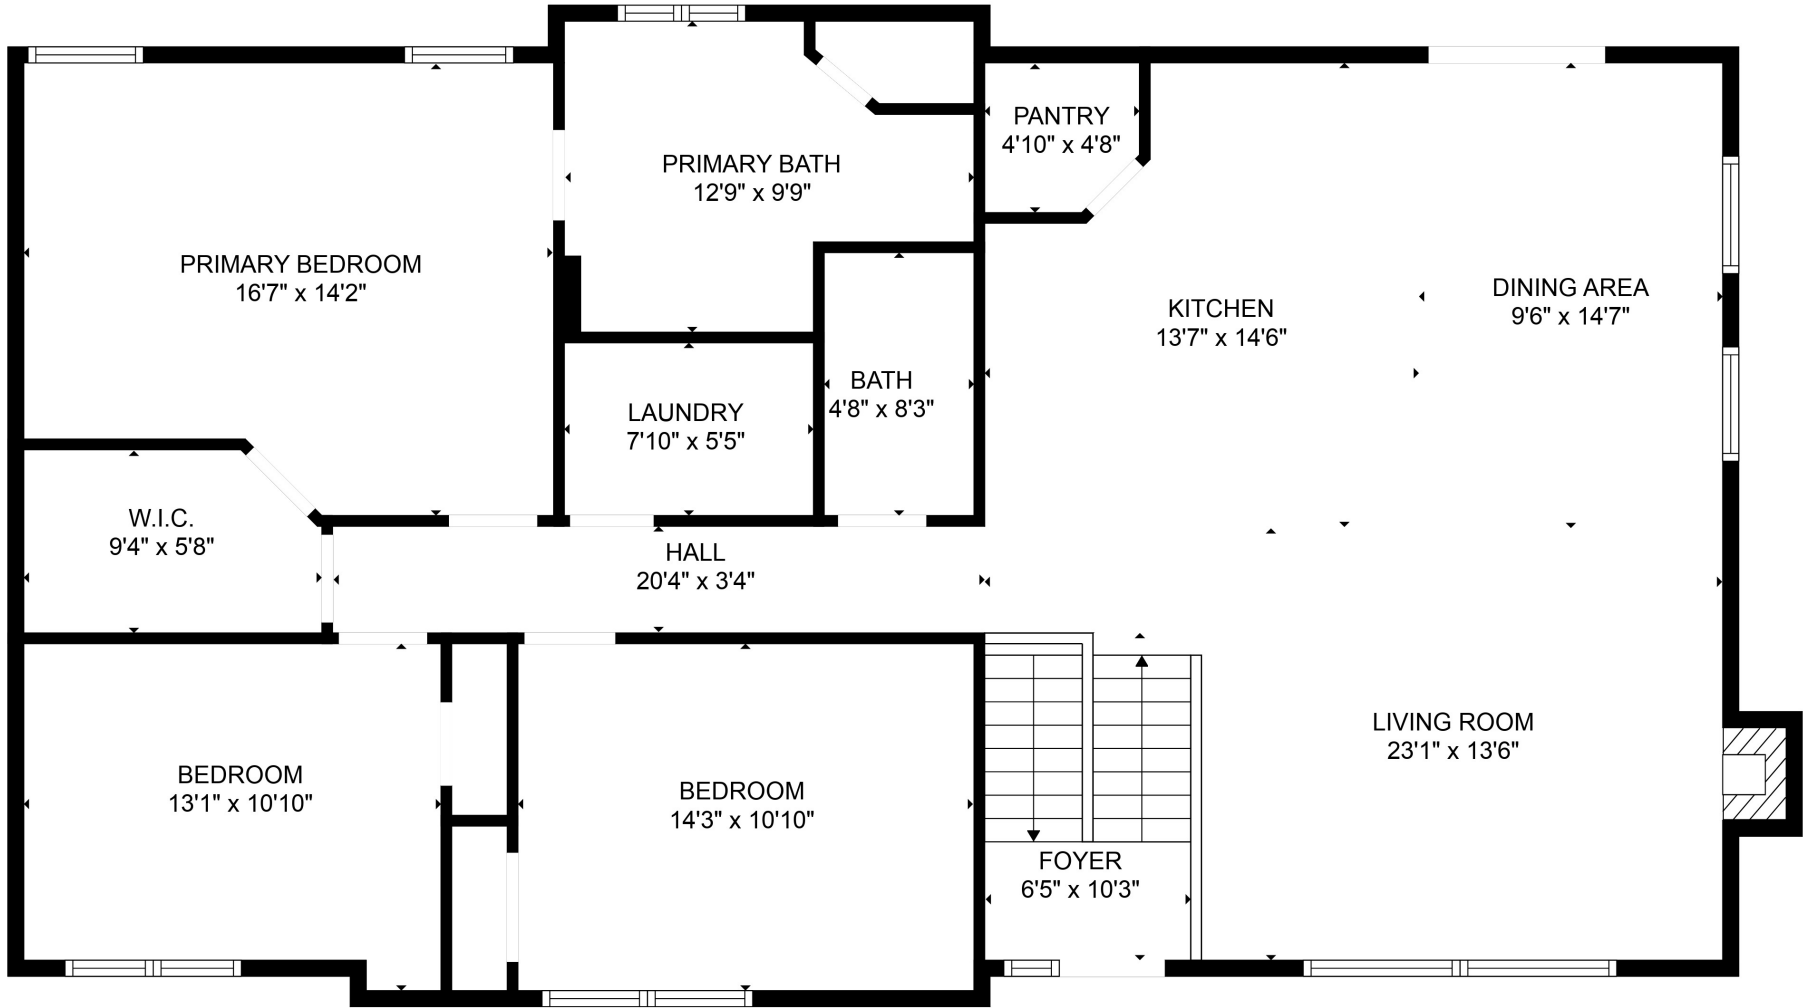 PANTRY
4'10" x 4'8"
PRIMARY BATH
12'9" x 9'9"
PRIMARY BEDROOM
16'7" x 14'2"
DINING AREA
9'6" x 14'7"
KITCHEN
13'7" x 14'6"
BATH
4'8" x 8'3"
LAUNDRY
7'10" x 5'5"
W.I.C.
9'4" x 5'8"
HALL
20'4" x 3'4"
LIVING ROOM
23'1" x 13'6"
BEDROOM
13'1" x 10'10"
BEDROOM
14'3" x 10'10"
FOYER
6'5" x 10'3"